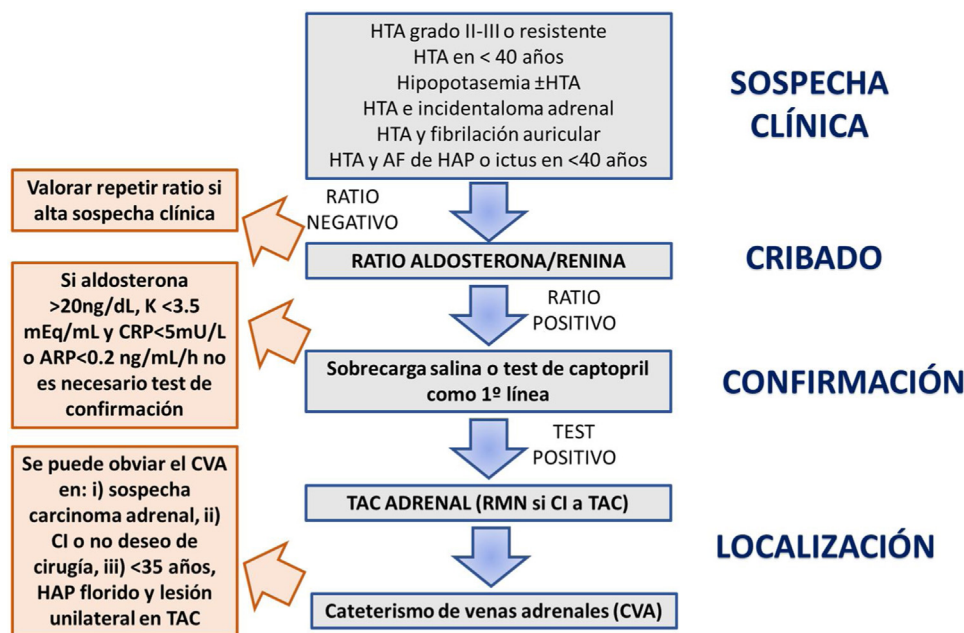 HTA grado II-III o resistente
HTA en < 40 años
Hipopotasemia ±HTA
HTA e incidentaloma adrenal
HTA y fibrilación auricular
HTA y AF de HAP o ictus en <40 años
SOSPECHA
CLÍNICA
Valorar repetir ratio si
alta sospecha clínica
RATIO
NEGATIVO
RATIO ALDOSTERONA/RENINA
CRIBADO
Si aldosterona
>20ng/dL, K <3.5
mEq/mL y CRP<5mU/L
o ARP<0.2 ng/mL/h no
es necesario test de
confirmación
RATIO
POSITIVO
Sobrecarga salina o test de captopril
como 1º línea
CONFIRMACIÓN
TEST
POSITIVO
Se puede obviar el CVA
en: i) sospecha
carcinoma adrenal, ii)
CI o no deseo de
cirugía, iii) <35 años,
HAP florido y lesión
unilateral en TAC
TAC ADRENAL (RMN si CI a TAC)
LOCALIZACIÓN
Cateterismo de venas adrenales (CVA)